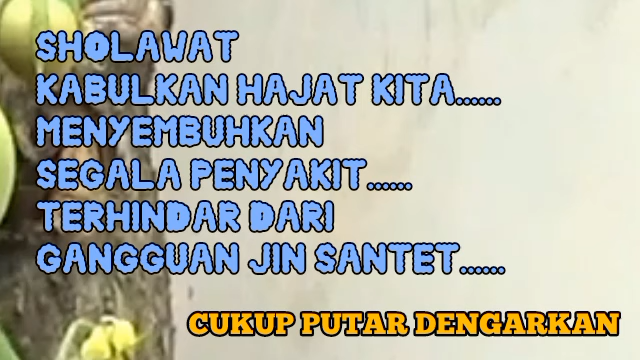 SHOLAWAT
KABULKAN HAJAT KITA......
MENYEMBUHKAN
SEGALA PENYAKIT......
TERHINDAR DARI
GANGGUAN JIN SANTET......
CUKUP PUTAR DENGARKAN